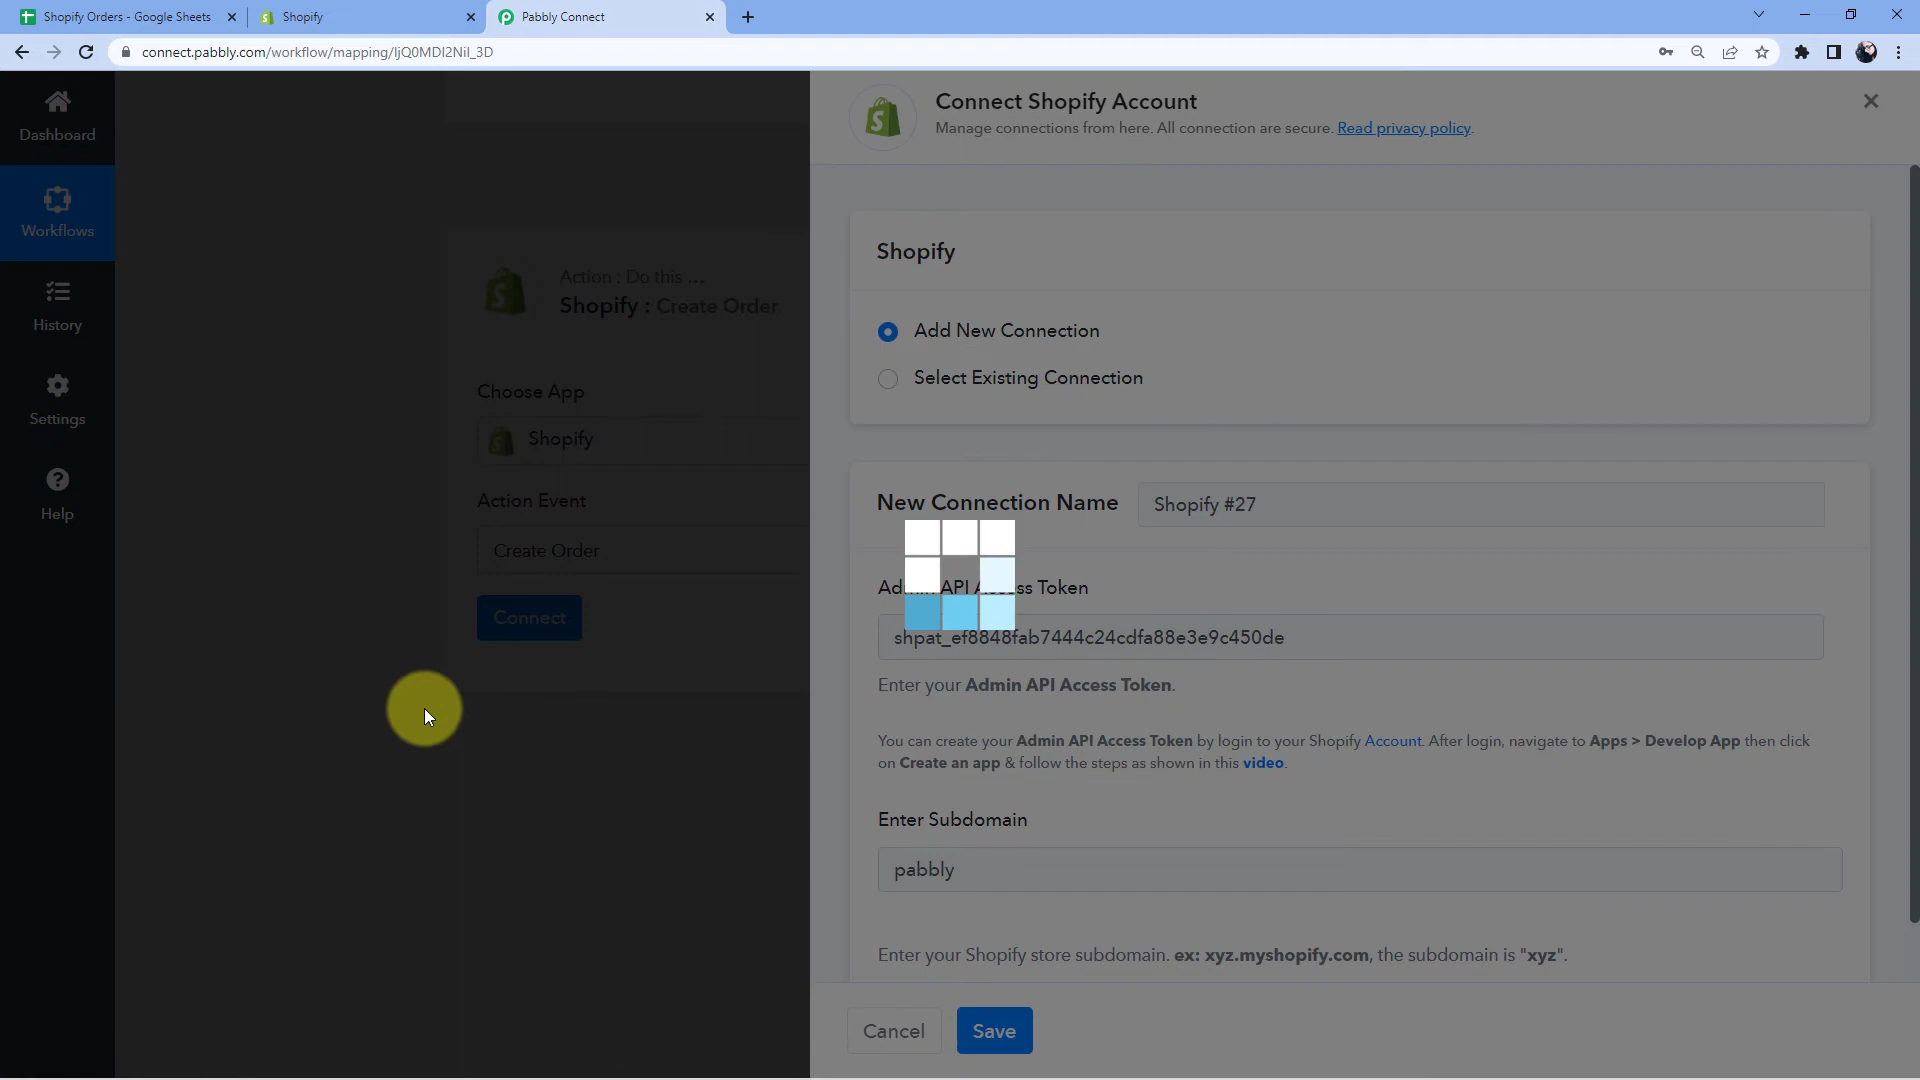 Shopify Orders - Google Sheets
Shopify
Pabbly Connect
connect.pabbly.com/workflow/mapping/IjQ0MDI2NiI_3D
Dashboard
Workflows
History
Settings
Help
Action : Do this ...
Shopify : Create Order
Choose App
Shopify
Action Event
Create Order
Connect
Connect Shopify Account
Manage connections from here. All connection are secure. Read privacy policy.
Shopify
Add New Connection
Select Existing Connection
New Connection Name
Shopify #27
API Token
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
Enter your Admin API Access Token.
You can create your Admin API Access Token by login to your Shopify Account. After login, navigate to Apps > Develop App then click
on Create an app & follow the steps as shown in this video.
Enter Subdomain
pabbly
Enter your Shopify store subdomain. ex: xyz.myshopify.com, the subdomain is "xyz".
Cancel
Save